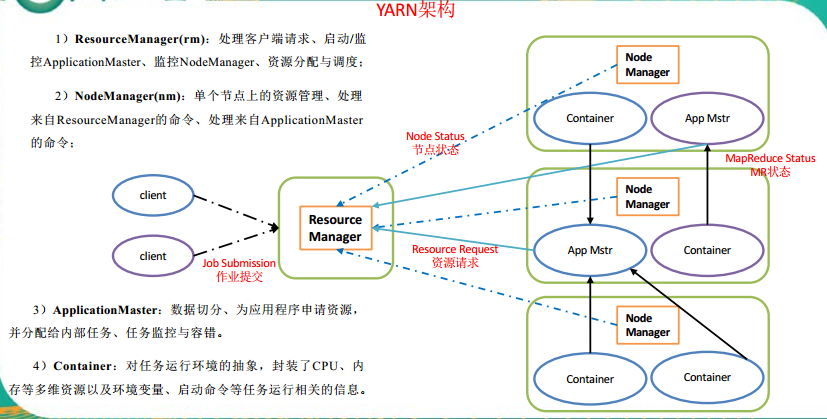 YARN架构
1）ResourceManager(rm)：处理客户端请求、启动/监
控ApplicationMaster、监控NodeManager、资源分配与调度；
2）NodeManager(nm)：单个节点上的资源管理、处理
来自ResourceManager的命令、处理来自ApplicationMaster
的命令；
Node
Manager
Container
App Mstr
Node Status
节点状态
MapReduce Status
MR状态
client
client
Resource
Manager
Job Submission
作业提交
Resource Request
资源请求
Node
Manager
App Mstr
Container
3）ApplicationMaster：数据切分、为应用程序申请资源，
并分配给内部任务、任务监控与容错。
4）Container：对任务运行环境的抽象，封装了CPU、内
存等多维资源以及环境变量、启动命令等任务运行相关的信息。
Node
Manager
Container
Container